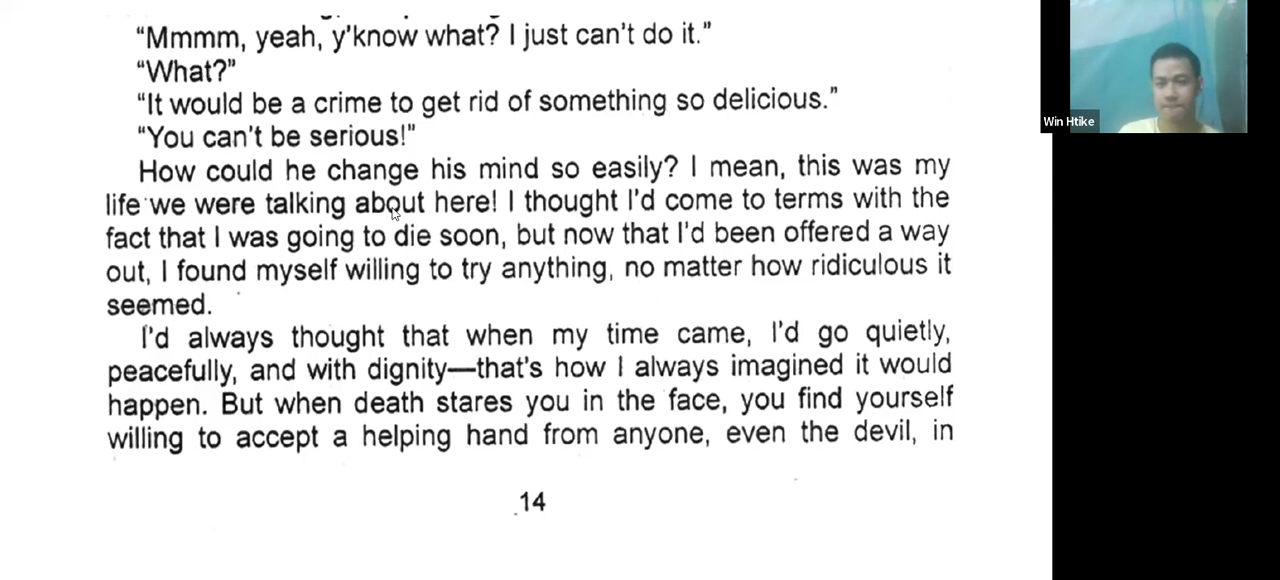 “Mmmm, yeah, y'know what? I just can't do it.”
“What?”
“It would be a crime to get rid of something so delicious.”
“You can't be serious!”
How could he change his mind so easily? I mean, this was my
life we were talking about here! I thought I'd come to terms with the
fact that I was going to die soon, but now that I'd been offered a way
out, I found myself willing to try anything, no matter how ridiculous it
seemed.
I'd always thought that when my time came, I'd go quietly,
peacefully, and with dignity—that's how I always imagined it would
happen. But when death stares you in the face, you find yourself
willing to accept a helping hand from anyone, even the devil, in
14
Win Htike